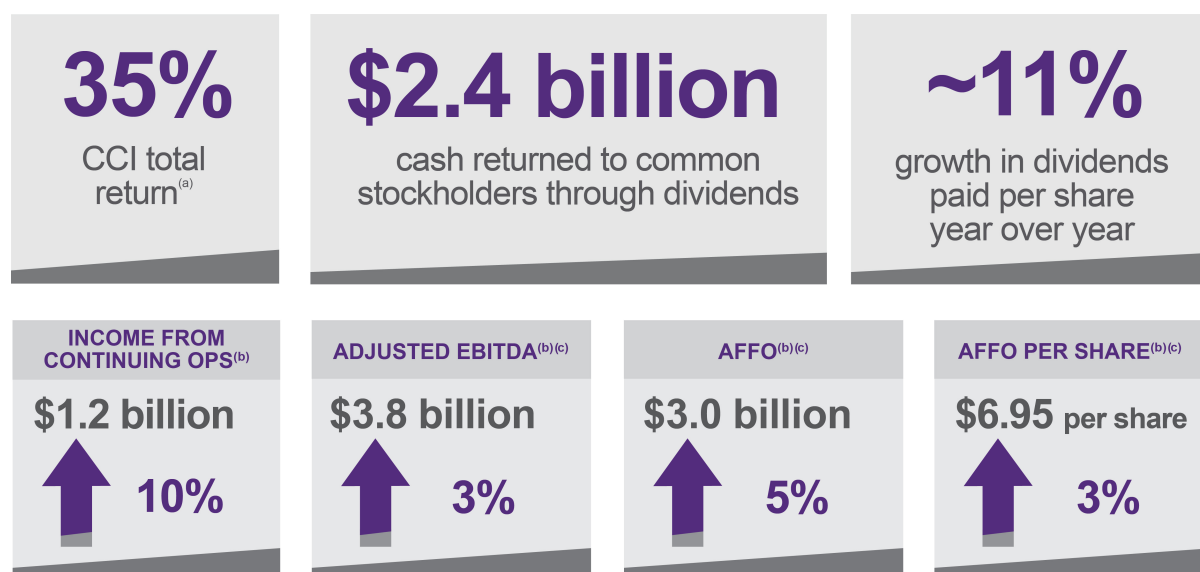 35%
CCI total
return(a)
$2.4 billion
cash returned to common
stockholders through dividends
~11%
growth in dividends
paid per share
year over year
INCOME FROM
CONTINUING OPS(b)
$1.2 billion
10%
ADJUSTED EBITDA(b)(c)
$3.8 billion
3%
AFFO(b)(c)
$3.0 billion
5%
AFFO PER SHARE(b)(c)
$6.95 per share
3%